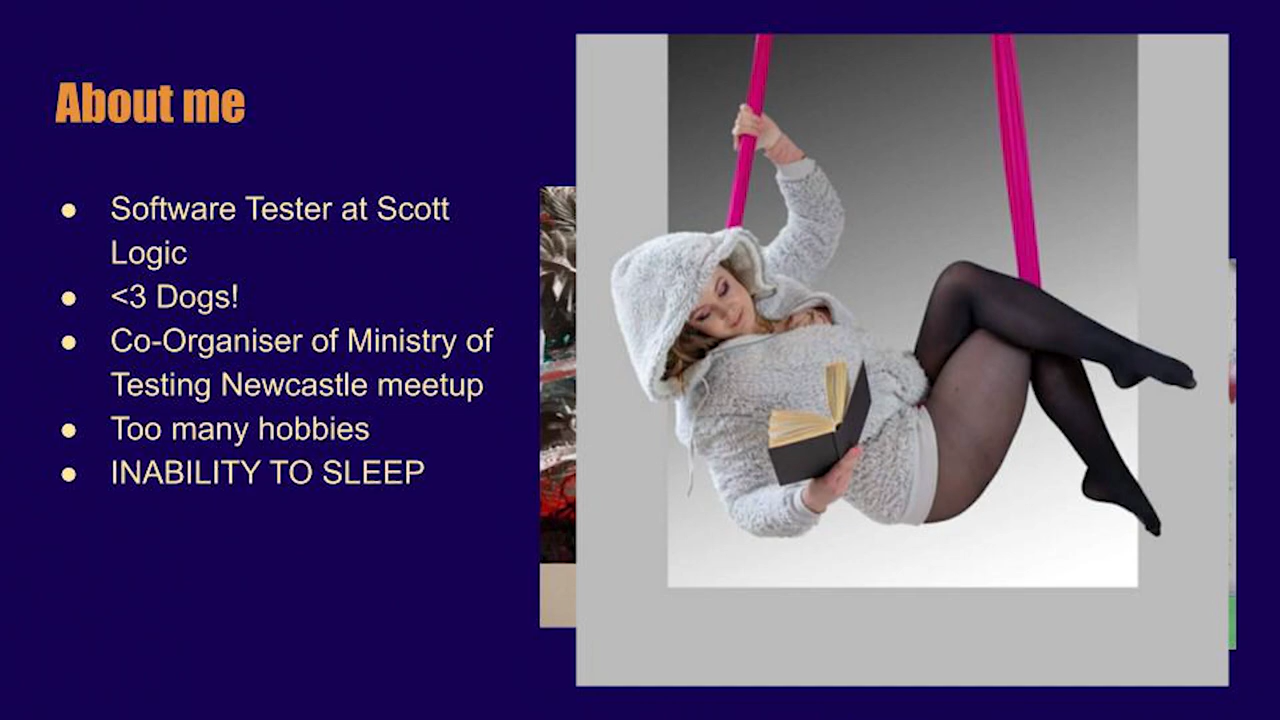 About me
● Software Tester at Scott
Logic
● <3 Dogs!
● Co-Organiser of Ministry of
Testing Newcastle meetup
● Too many hobbies
● INABILITY TO SLEEP